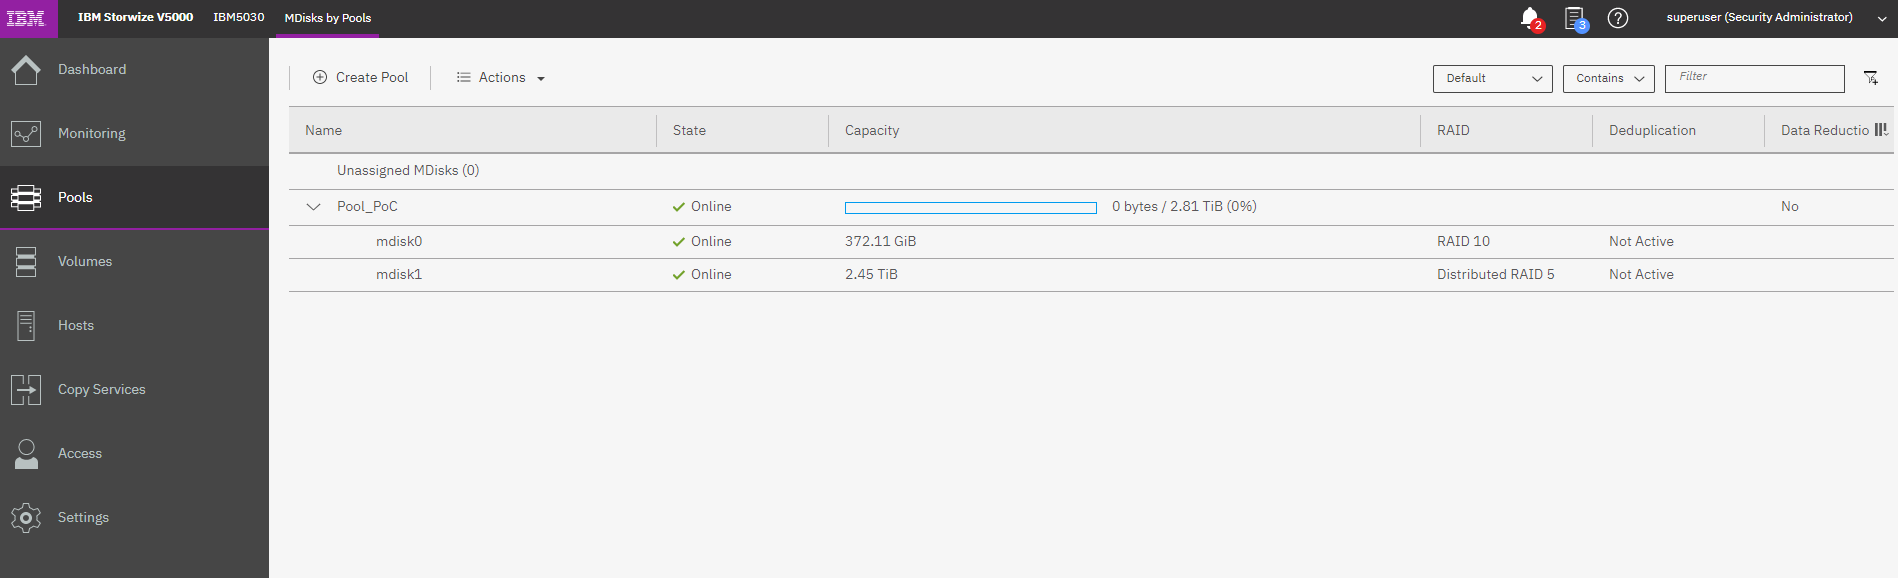 IBM IBM Storwize V5000 IBM5030 MDisks by Pools 2 3 ? superuser (Security Administrator)
Dashboard
Monitoring
Pools
Volumes
Hosts
Copy Services
Access
Settings
Create Pool Actions Default Contains Filter
Name State Capacity RAID Deduplication Data Reductio
Unassigned MDisks (0)
Pool_PoC Online 0 bytes / 2.81 TiB (0%) No
mdisk0 Online 372.11 GiB RAID 10 Not Active
mdisk1 Online 2.45 TiB Distributed RAID 5 Not Active